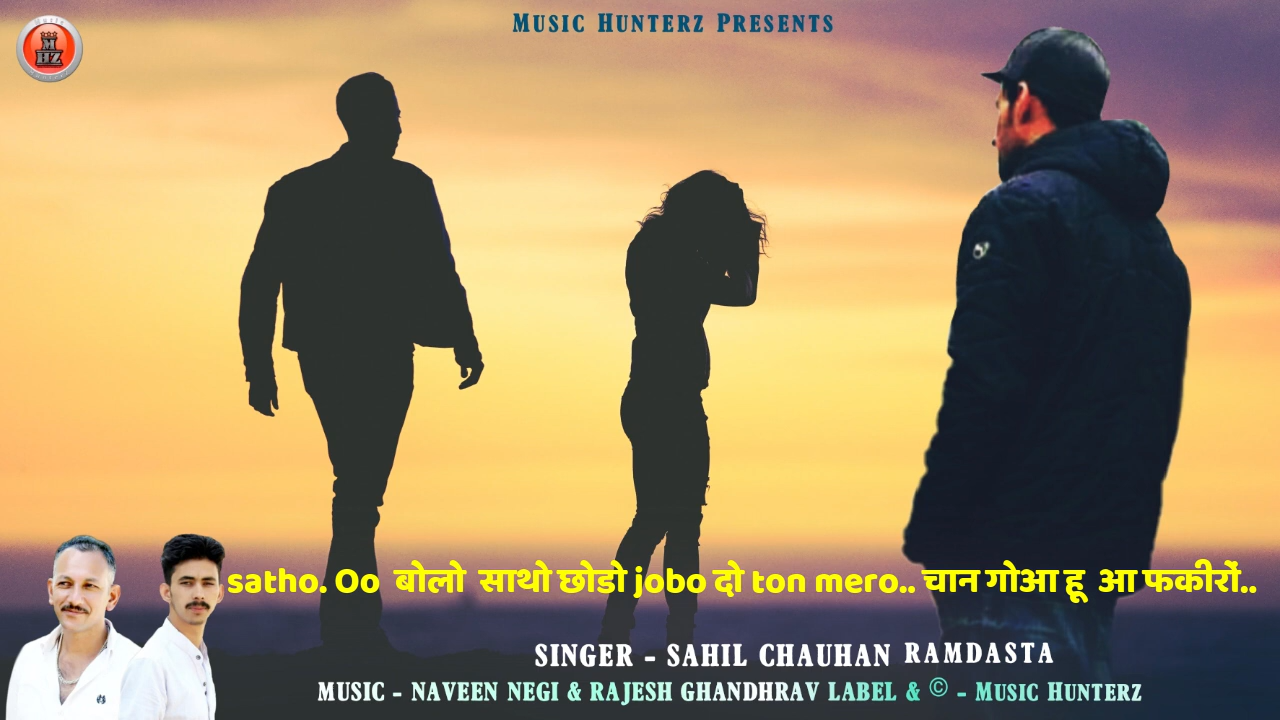 Music Hunterz Presents
MHZ
satho. Oo बोलो साथो छोडो jobo दो ton mero.. चान गोआ हू आ फकीरों..
SINGER - SAHIL CHAUHAN RAMDASTA
MUSIC - NAVEEN NEGI & RAJESH GHANDHRAV LABEL & © - Music Hunterz